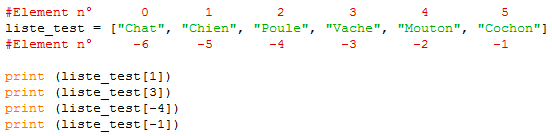 #Element n°      0      1        2        3        4         5
liste_test = ["Chat", "Chien", "Poule", "Vache", "Mouton", "Cochon"]
#Element n°     -6     -5       -4       -3       -2        -1
print (liste_test[1])
print (liste_test[3])
print (liste_test[-4])
print (liste_test[-1])